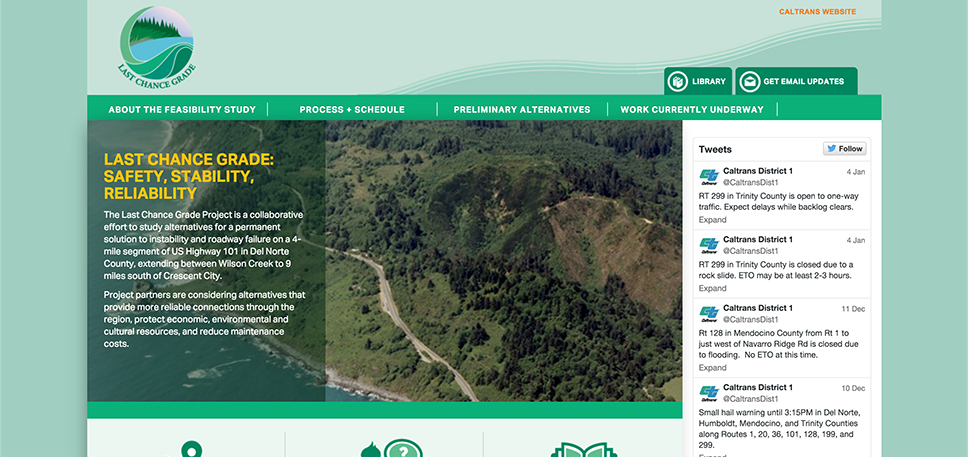 CALTRANS WEBSITE
LAST CHANCE GRADE
LIBRARY
GET EMAIL UPDATES
ABOUT THE FEASIBILITY STUDY
PROCESS + SCHEDULE
PRELIMINARY ALTERNATIVES
WORK CURRENTLY UNDERWAY
LAST CHANCE GRADE:
SAFETY, STABILITY,
RELIABILITY
The Last Chance Grade Project is a collaborative
effort to study alternatives for a permanent
solution to instability and roadway failure on a 4-
mile segment of US Highway 101 in Del Norte
County, extending between Wilson Creek to 9
miles south of Crescent City.
Project partners are considering alternatives that
provide more reliable connections through the
region, protect economic, environmental and
cultural resources, and reduce maintenance
costs.
Tweets
Follow
Caltrans District 1
4 Jan
@CaltransDist1
RT 299 in Trinity County is open to one-way
traffic. Expect delays while backlog clears.
Expand
Caltrans District 1
4 Jan
@CaltransDist1
RT 299 in Trinity County is closed due to a
rock slide. ETO may be at least 2-3 hours.
Expand
Caltrans District 1
11 Dec
@CaltransDist1
Rt 128 in Mendocino County from Rt 1 to
just west of Navarro Ridge Rd is closed due
to flooding. No ETO at this time.
Expand
Caltrans District 1
10 Dec
@CaltransDist1
Small hail warning until 3:15PM in Del Norte,
Humboldt, Mendocino, and Trinity Counties
along Routes 1, 20, 36, 101, 128, 199, and
299.
Expand
?